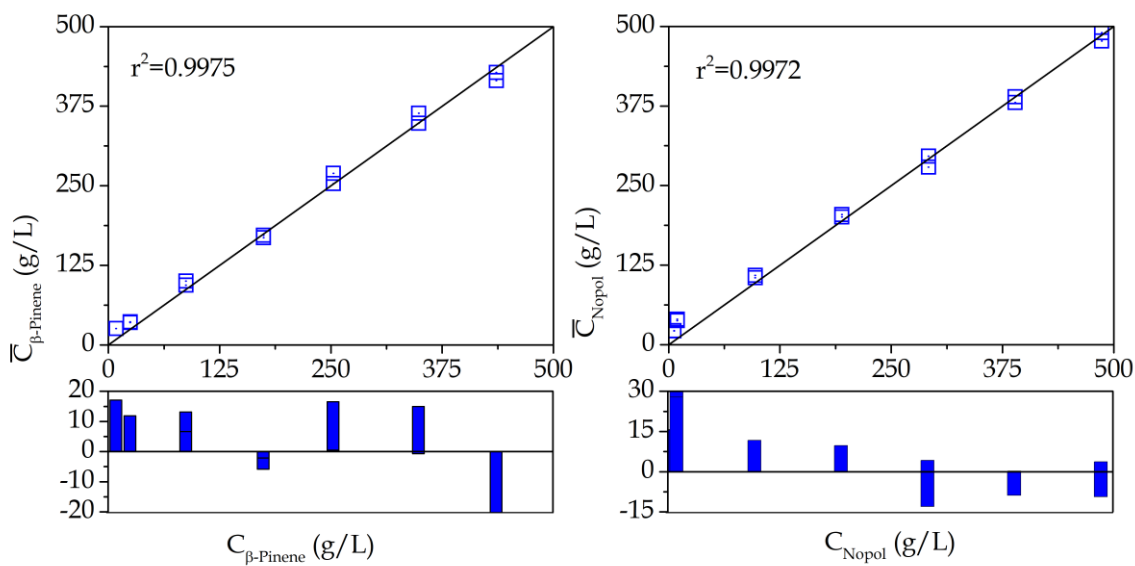 r²=0.9975
C̅β-Pinene (g/L)
500
375
250
125
0
0 125 250 375 500
20
10
0
-10
-20
Cβ-Pinene (g/L)
r²=0.9972
C̅Nopol (g/L)
500
375
250
125
0
0 125 250 375 500
30
15
0
-15
CNopol (g/L)